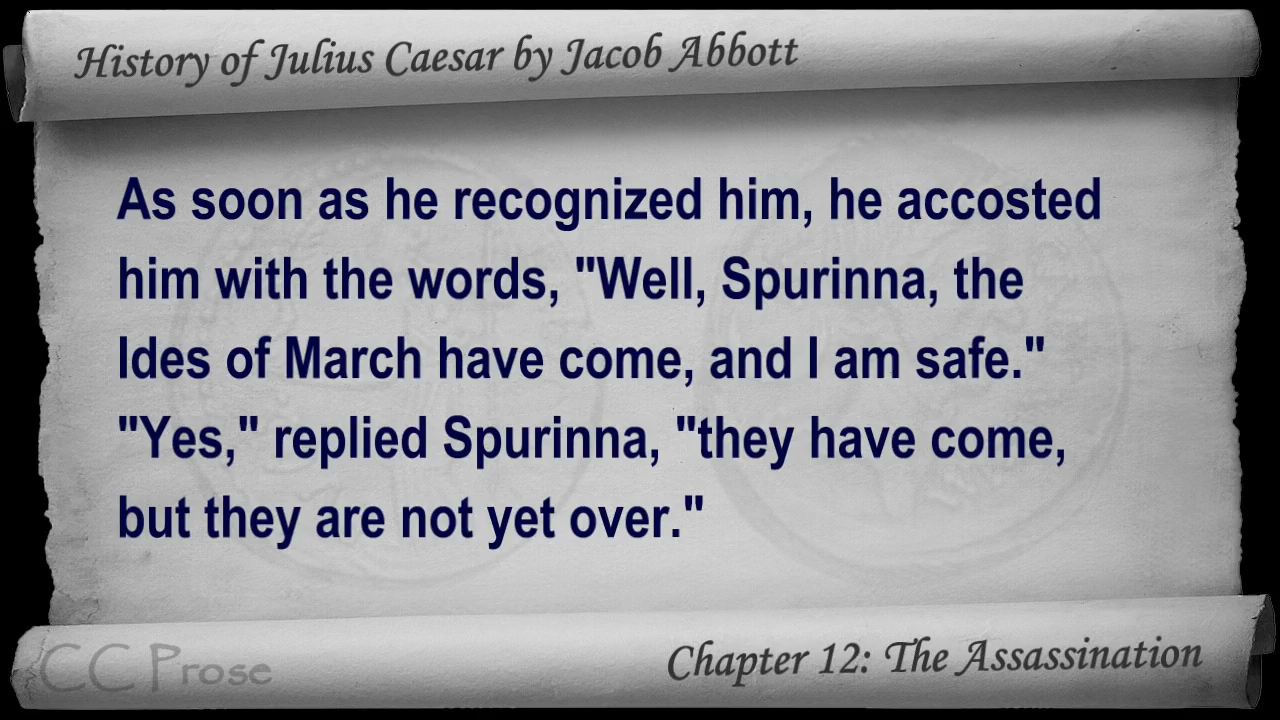 History of Julius Caesar by Jacob Abbott
As soon as he recognized him, he accosted
him with the words, "Well, Spurinna, the
Ides of March have come, and I am safe."
"Yes," replied Spurinna, "they have come,
but they are not yet over."
CC Prose
Chapter 12: The Assassination